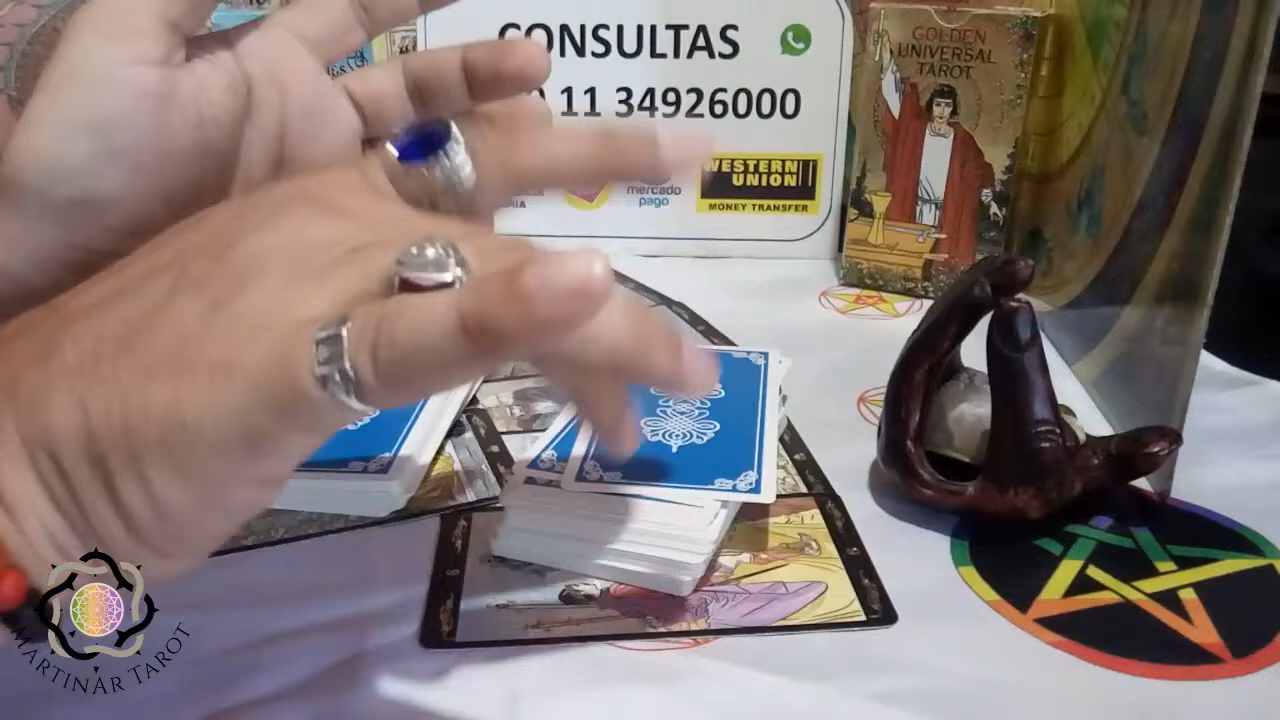 CONSULTAS
11 34926000
mercado
pago
WESTERN
UNION
MONEY TRANSFER
GOLDEN
UNIVERSAL
TAROT
MARTINAR TAROT